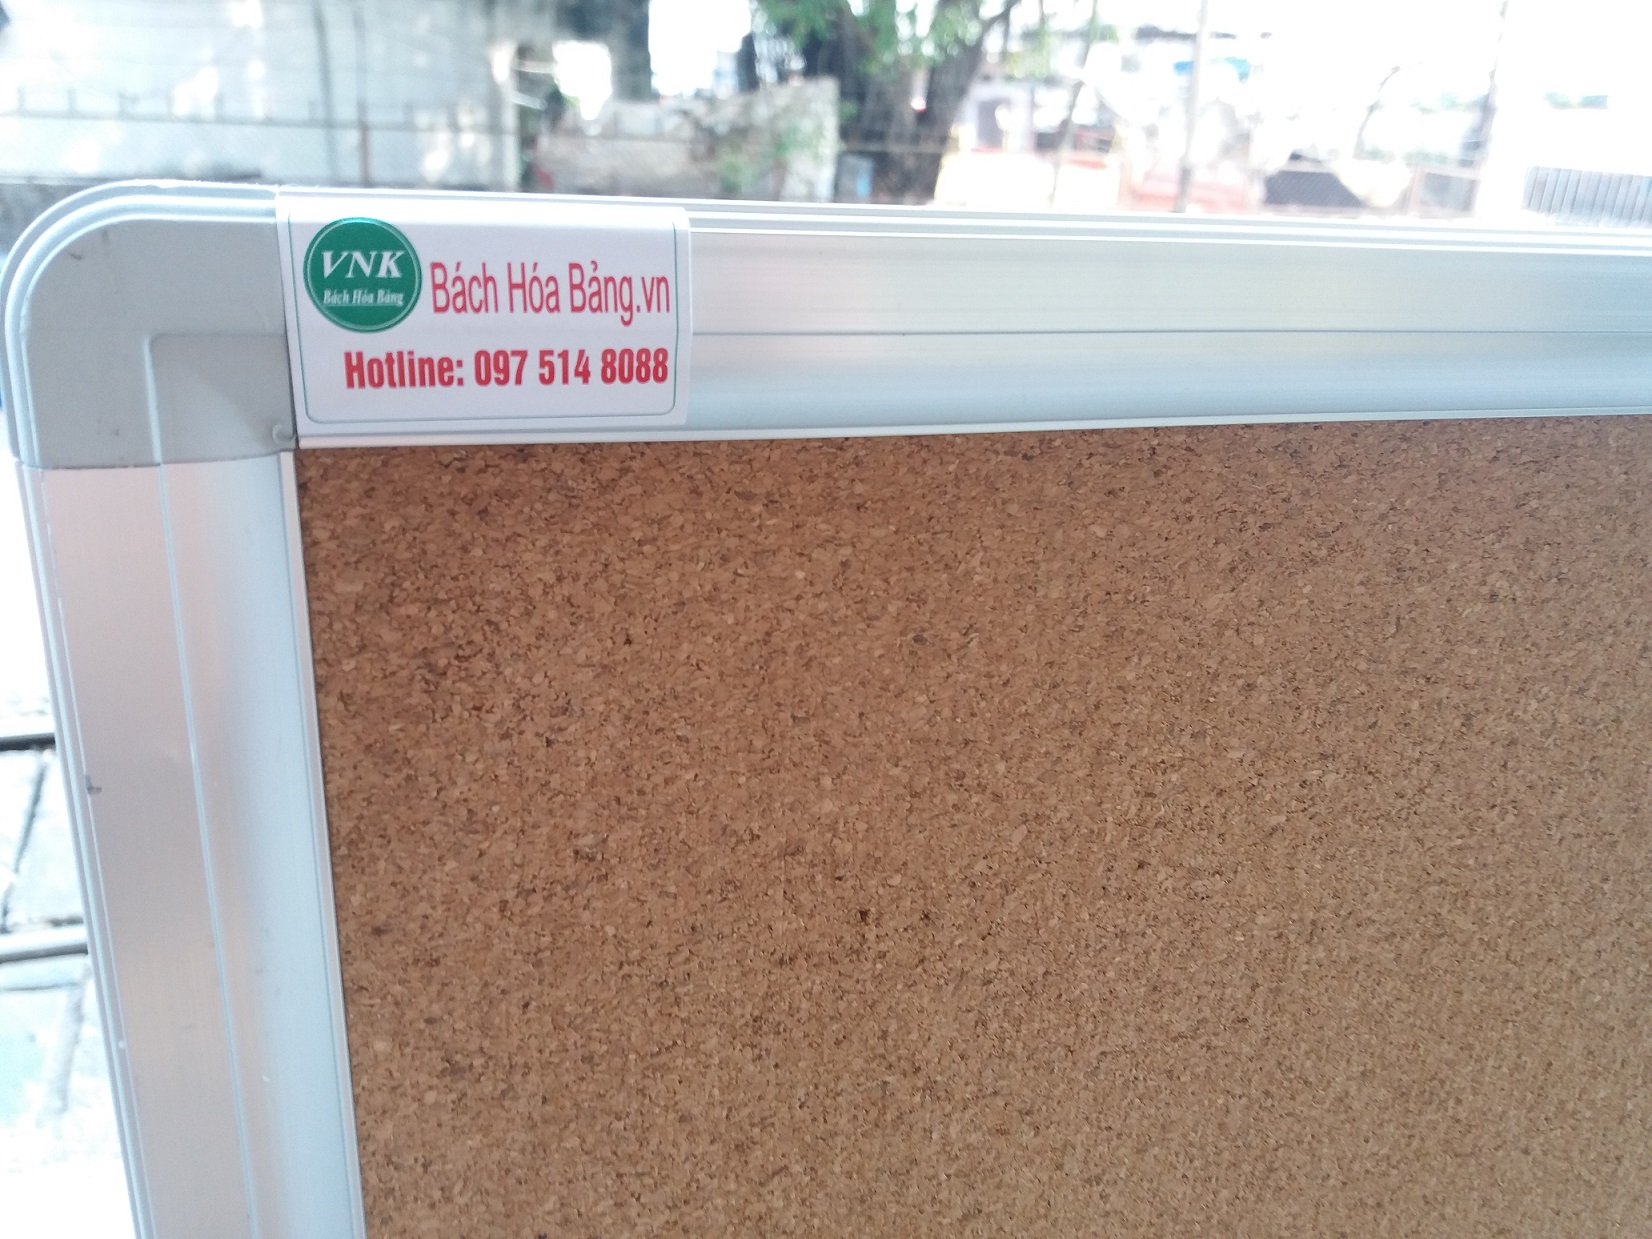 VNK
Bách Hóa Bảng
Bách Hóa Bảng.vn
Hotline: 097 514 8088